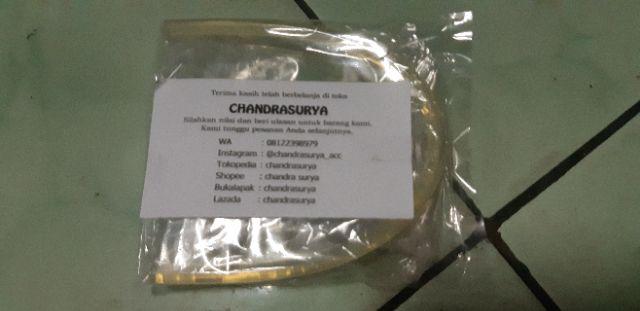 Terima kasih telah berbelanja di toko
CHANDRASURYA
Silahkan nilai dan beri ulasan untuk barang kami.
Kami tunggu pesanan Anda selanjutnya.
WA : 08122398979
Instagram : @chandrasurya_acc
Tokopedia : chandrasurya
Shopee : chandra surya
Bukalapak : chandrasurya
Lazada : chandrasurya